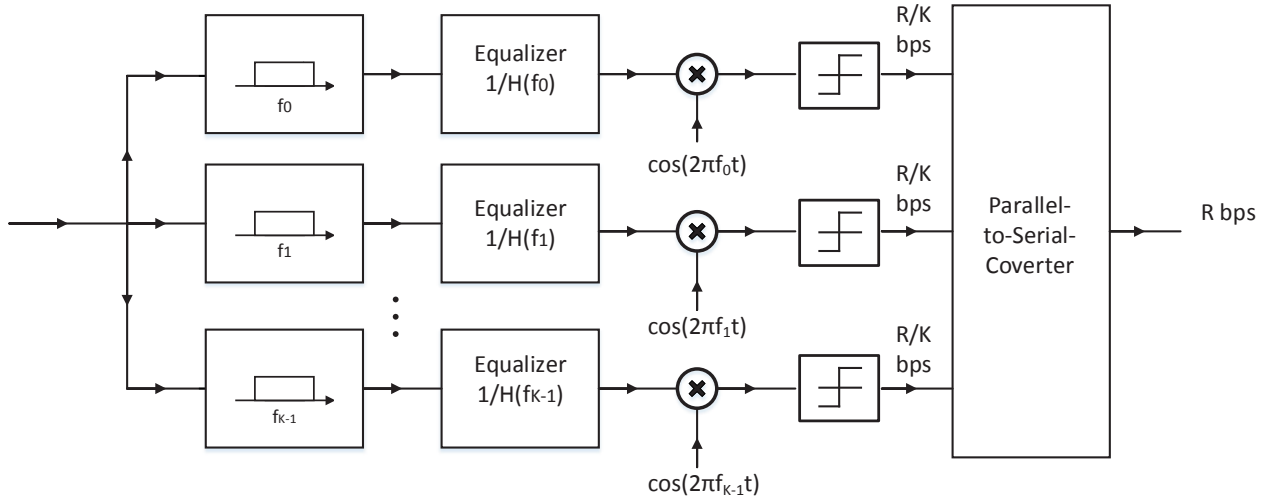 R/K
bps
Equalizer
1/H(f0)
f0
cos(2πf0t)
R/K
bps
Equalizer
1/H(f1)
f1
Parallel-
to-Serial-
Coverter
R bps
cos(2πf1t)
R/K
bps
Equalizer
1/H(fK-1)
fK-1
cos(2πfK-1t)